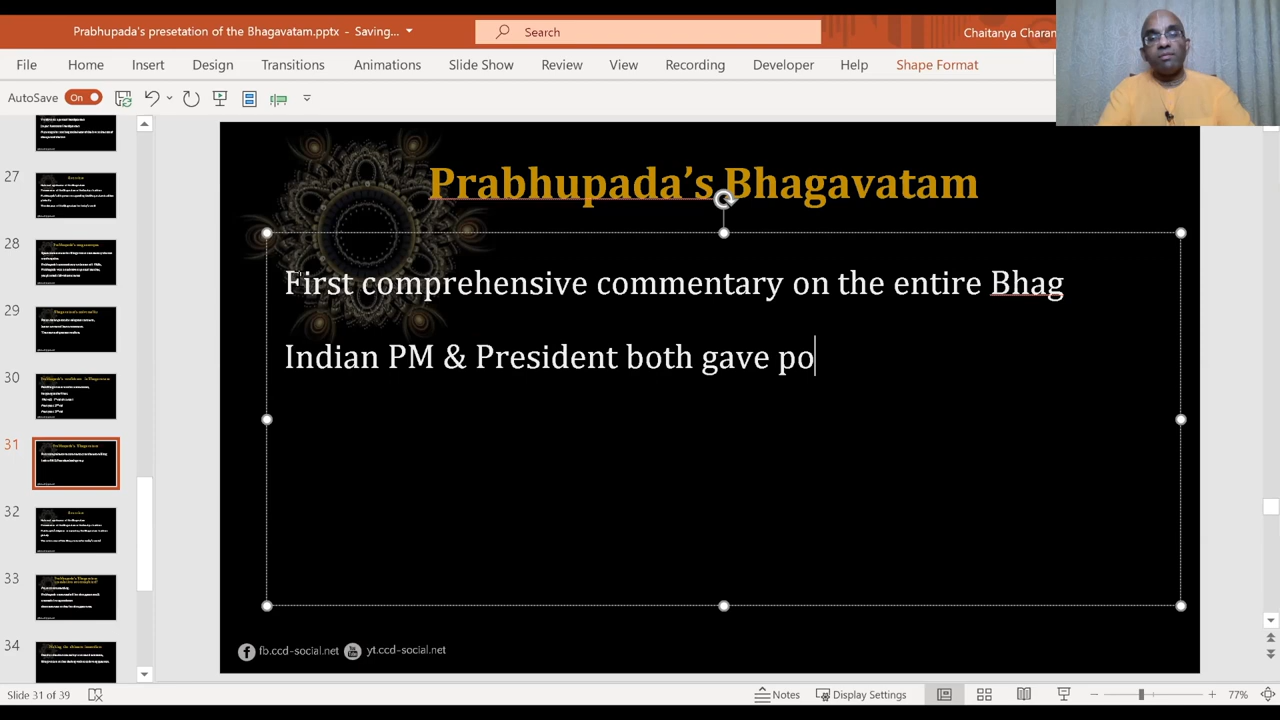 Prabhupada's presetation of the Bhagavatam.pptx - Saving...
Search
Chaitanya Charan
File Home Insert Design Transitions Animations Slide Show Review View Recording Developer Help Shape Format
AutoSave On
27
28
31
32
33
34
Prabhupada's Bhagavatam
First comprehensive commentary on the entire Bhag
Indian PM & President both gave po
fb.ccd-social.net yt.ccd-social.net
Slide 31 of 39 Notes Display Settings 77%